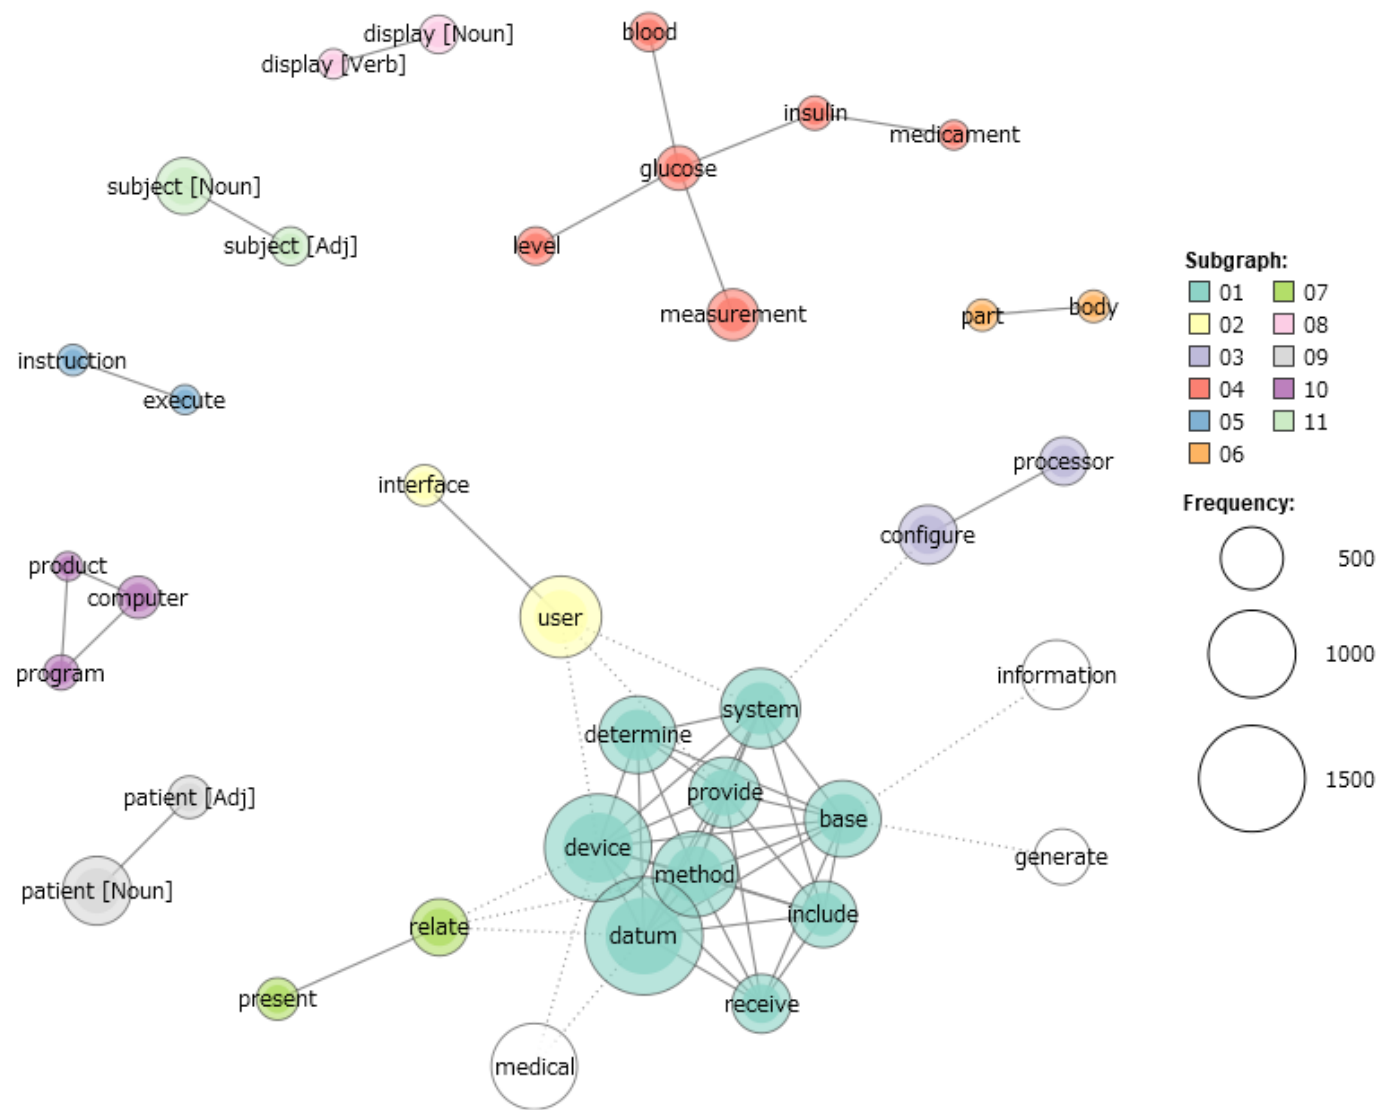 display [Noun]
display [Verb]
blood
insulin
medicament
glucose
subject [Noun]
subject [Adj]
level
measurement
part
body
instruction
execute
interface
processor
configure
product
computer
program
user
information
system
determine
provide
base
patient [Adj]
patient [Noun]
device
method
generate
include
relate
datum
present
receive
medical
Subgraph:
01 07
02 08
03 09
04 10
05 11
06
Frequency:
500
1000
1500